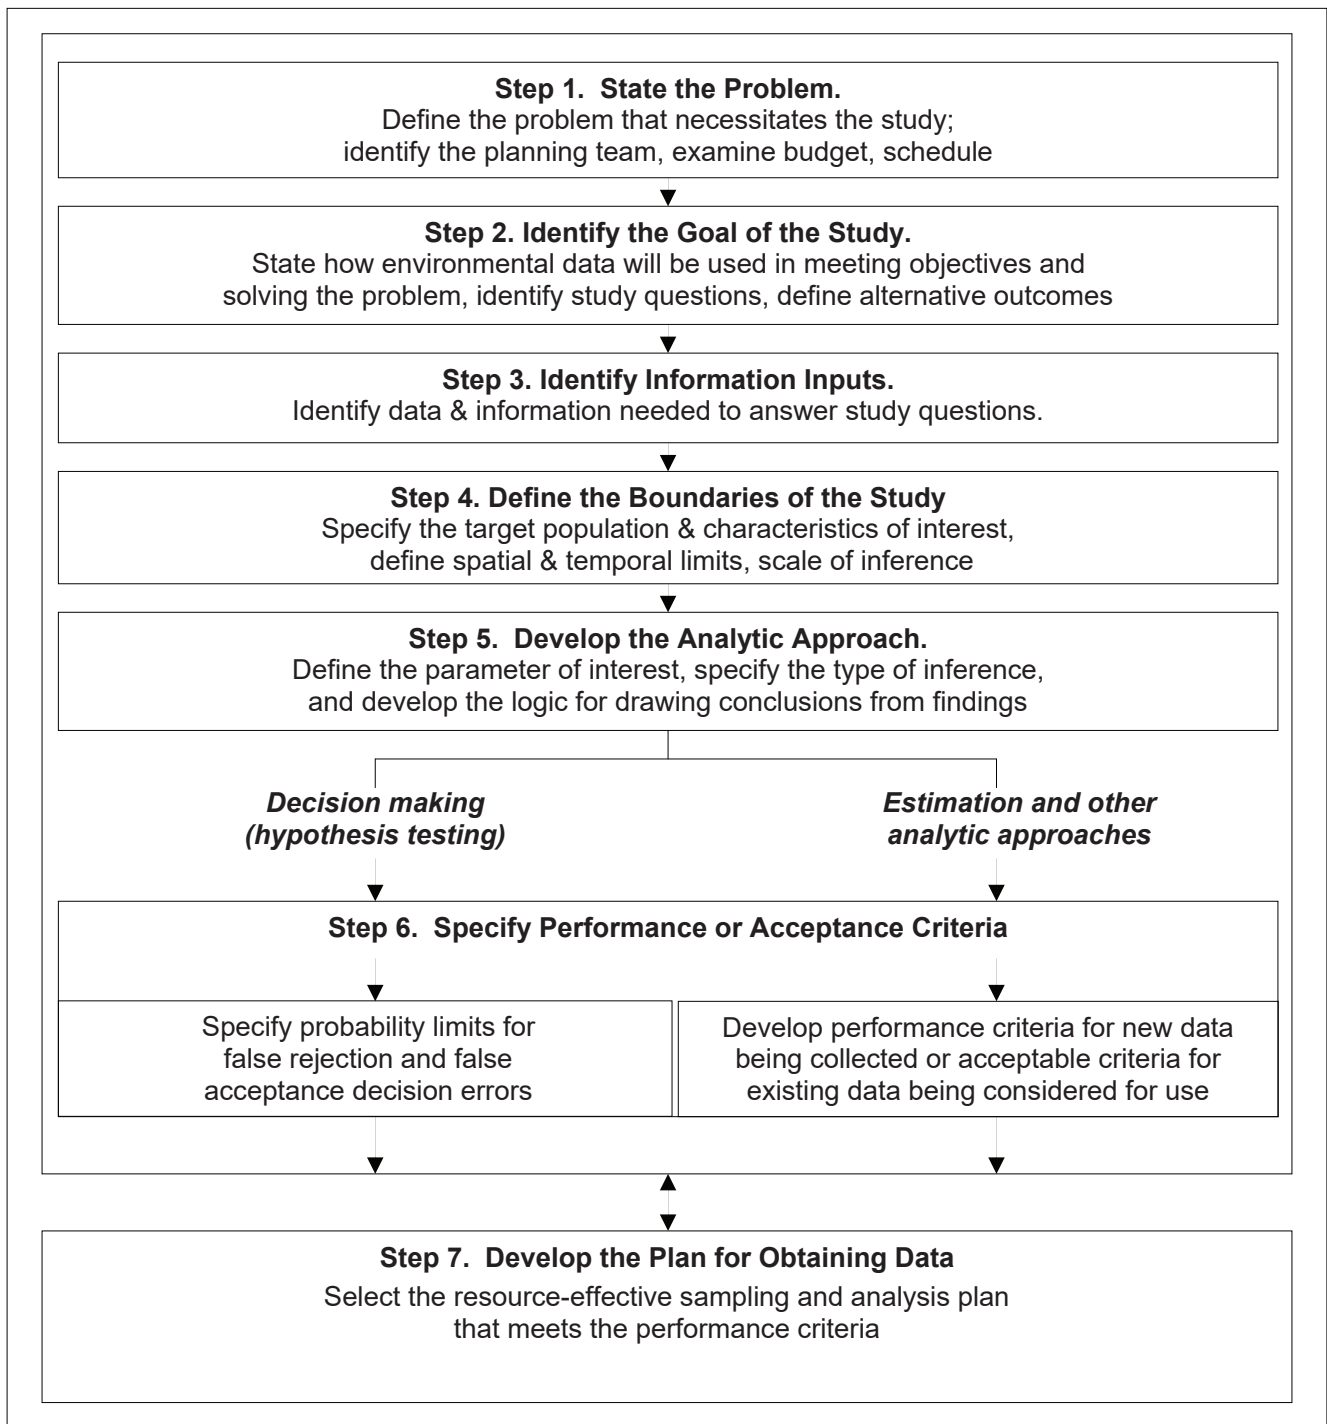 Step 1.  State the Problem.
Define the problem that necessitates the study;
identify the planning team, examine budget, schedule
Step 2. Identify the Goal of the Study.
State how environmental data will be used in meeting objectives and
solving the problem, identify study questions, define alternative outcomes
Step 3. Identify Information Inputs.
Identify data & information needed to answer study questions.
Step 4. Define the Boundaries of the Study
Specify the target population & characteristics of interest,
define spatial & temporal limits, scale of inference
Step 5.  Develop the Analytic Approach.
Define the parameter of interest, specify the type of inference,
and develop the logic for drawing conclusions from findings
Decision making
(hypothesis testing)
Estimation and other
analytic approaches
Step 6.  Specify Performance or Acceptance Criteria
Specify probability limits for
false rejection and false
acceptance decision errors
Develop performance criteria for new data
being collected or acceptable criteria for
existing data being considered for use
Step 7.  Develop the Plan for Obtaining Data
Select the resource-effective sampling and analysis plan
that meets the performance criteria